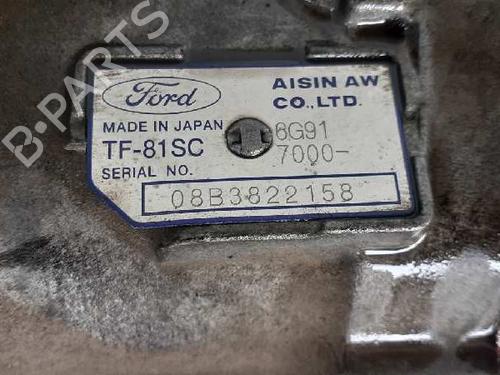 B-PARTS
Ford
AISIN AW
CO.,LTD.
MADE IN JAPAN
6G91
TF-81SC
7000-
SERIAL NO.
08B3822158